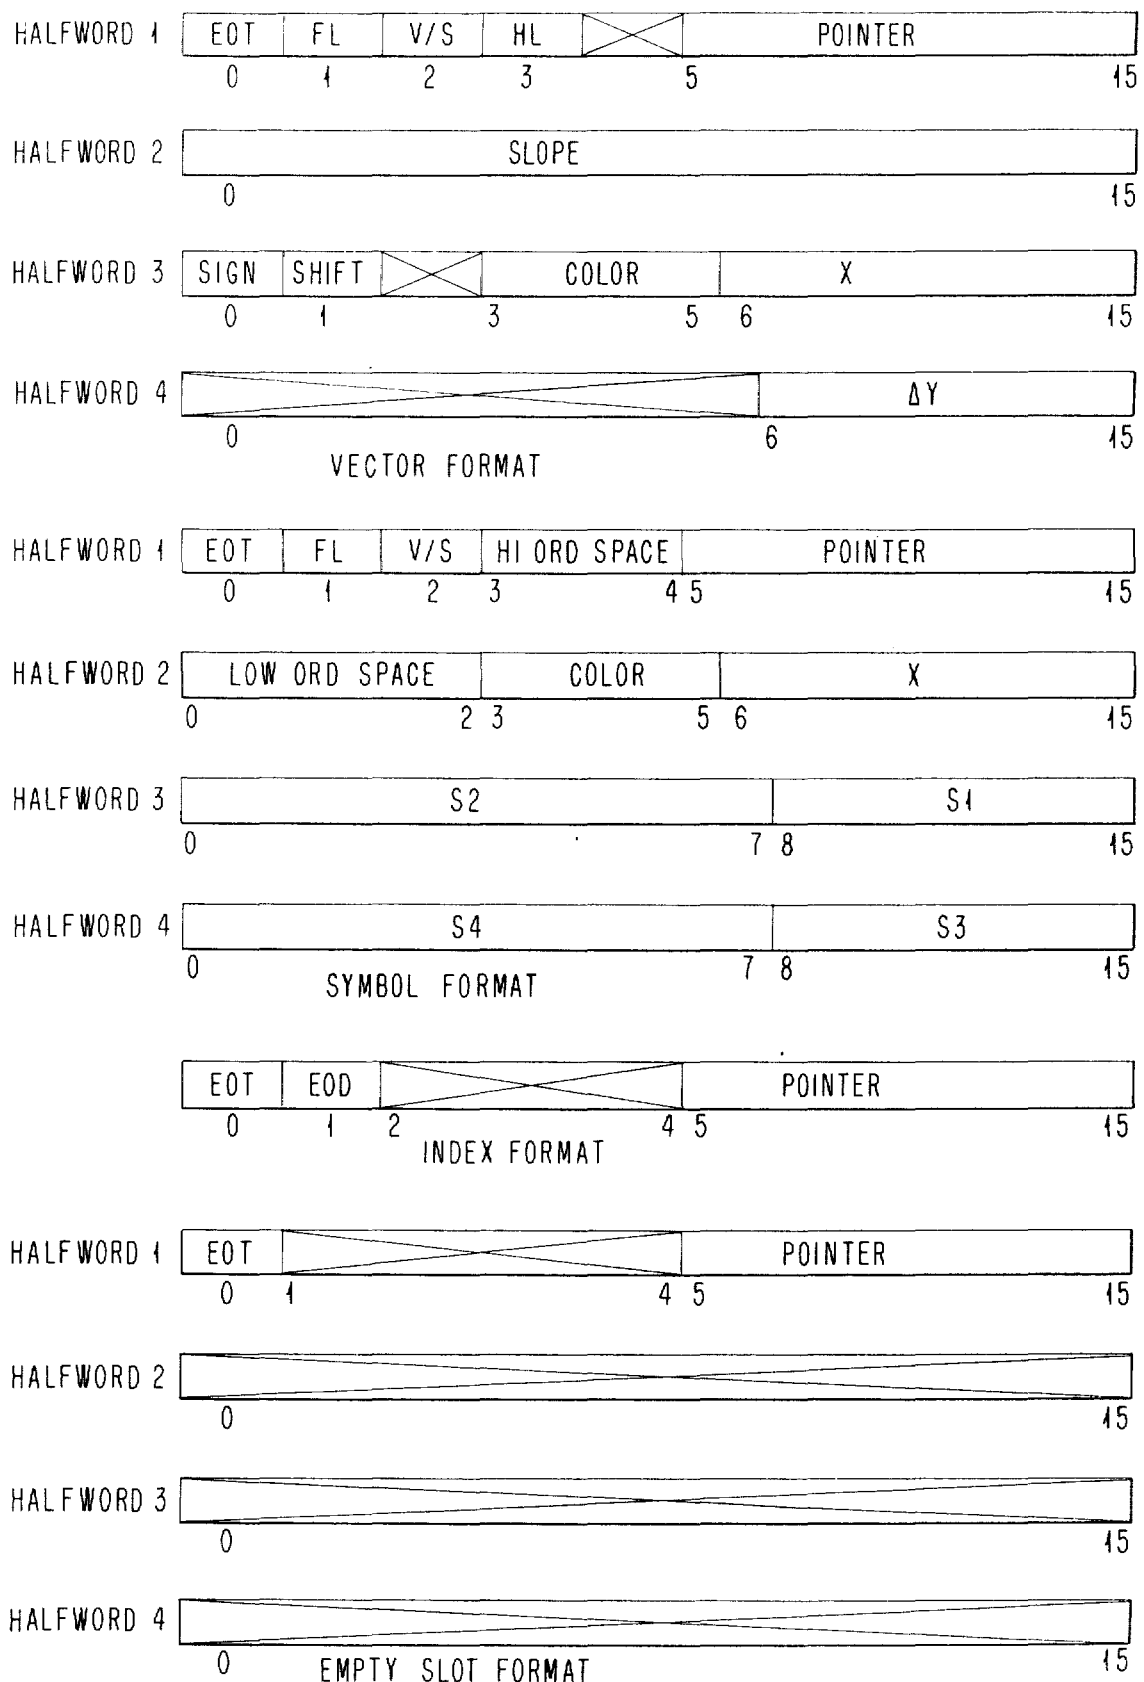 HALFWORD 1 EOT FL V/S HL POINTER
0 1 2 3 5 15
HALFWORD 2 SLOPE
0 15
HALFWORD 3 SIGN SHIFT COLOR X
0 1 3 5 6 15
HALFWORD 4 ΔY
0 6 15
VECTOR FORMAT
HALFWORD 1 EOT FL V/S HI ORD SPACE POINTER
0 1 2 3 4 5 15
HALFWORD 2 LOW ORD SPACE COLOR X
0 2 3 5 6 15
HALFWORD 3 S2 S1
0 7 8 15
HALFWORD 4 S4 S3
0 7 8 15
SYMBOL FORMAT
EOT EOD POINTER
0 1 2 4 5 15
INDEX FORMAT
HALFWORD 1 EOT POINTER
0 1 4 5 15
HALFWORD 2
0 15
HALFWORD 3
0 15
HALFWORD 4
0 15
EMPTY SLOT FORMAT